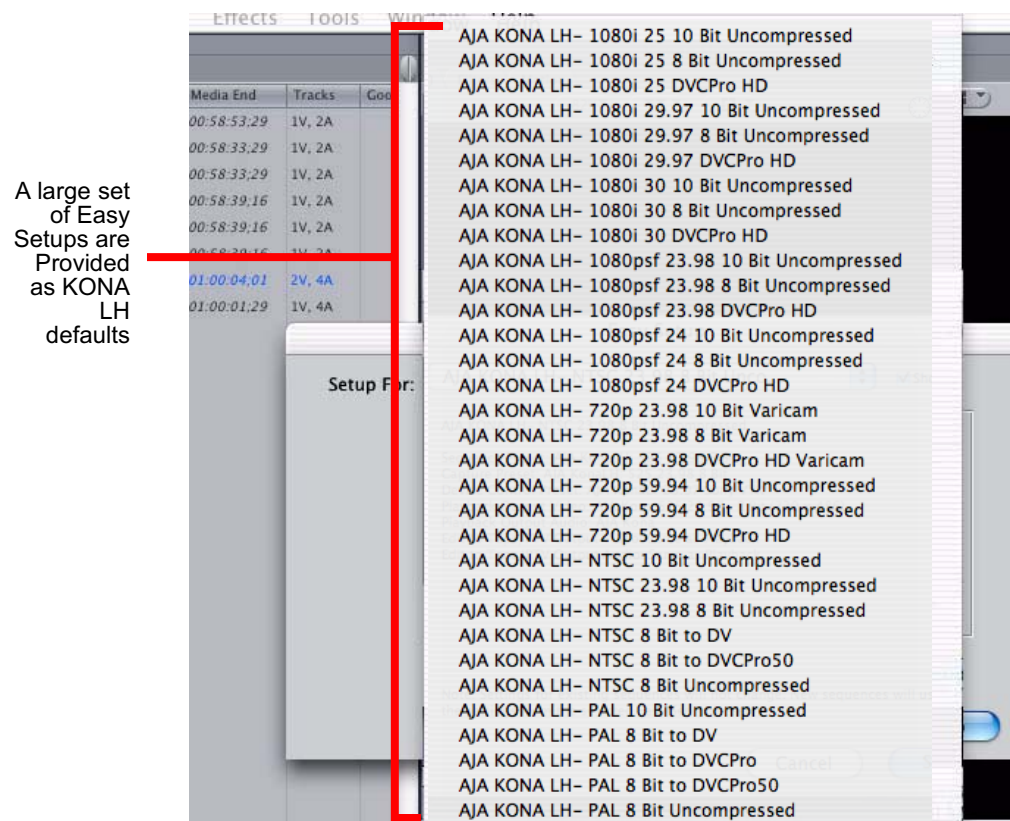 Effects Tools Window Help
Media End Tracks Goo
00:58:53;29 1V, 2A
00:58:33;29 1V, 2A
00:58:33;29 1V, 2A
00:58:39;16 1V, 2A
00:58:39;16 1V, 2A
00:58:39;16 1V, 2A
01:00:04;01 2V, 4A
01:00:01;29 1V, 4A
A large set
of Easy
Setups are
Provided
as KONA
LH
defaults
Setup For:
AJA KONA LH– 1080i 25 10 Bit Uncompressed
AJA KONA LH– 1080i 25 8 Bit Uncompressed
AJA KONA LH– 1080i 25 DVCPro HD
AJA KONA LH– 1080i 29.97 10 Bit Uncompressed
AJA KONA LH– 1080i 29.97 8 Bit Uncompressed
AJA KONA LH– 1080i 29.97 DVCPro HD
AJA KONA LH– 1080i 30 10 Bit Uncompressed
AJA KONA LH– 1080i 30 8 Bit Uncompressed
AJA KONA LH– 1080i 30 DVCPro HD
AJA KONA LH– 1080psf 23.98 10 Bit Uncompressed
AJA KONA LH– 1080psf 23.98 8 Bit Uncompressed
AJA KONA LH– 1080psf 23.98 DVCPro HD
AJA KONA LH– 1080psf 24 10 Bit Uncompressed
AJA KONA LH– 1080psf 24 8 Bit Uncompressed
AJA KONA LH– 1080psf 24 DVCPro HD
AJA KONA LH– 720p 23.98 10 Bit Varicam
AJA KONA LH– 720p 23.98 8 Bit Varicam
AJA KONA LH– 720p 23.98 DVCPro HD Varicam
AJA KONA LH– 720p 59.94 10 Bit Uncompressed
AJA KONA LH– 720p 59.94 8 Bit Uncompressed
AJA KONA LH– 720p 59.94 DVCPro HD
AJA KONA LH– NTSC 10 Bit Uncompressed
AJA KONA LH– NTSC 23.98 10 Bit Uncompressed
AJA KONA LH– NTSC 23.98 8 Bit Uncompressed
AJA KONA LH– NTSC 8 Bit to DV
AJA KONA LH– NTSC 8 Bit to DVCPro50
AJA KONA LH– NTSC 8 Bit Uncompressed
AJA KONA LH– PAL 10 Bit Uncompressed
AJA KONA LH– PAL 8 Bit to DV
AJA KONA LH– PAL 8 Bit to DVCPro
AJA KONA LH– PAL 8 Bit to DVCPro50
AJA KONA LH– PAL 8 Bit Uncompressed
Cancel